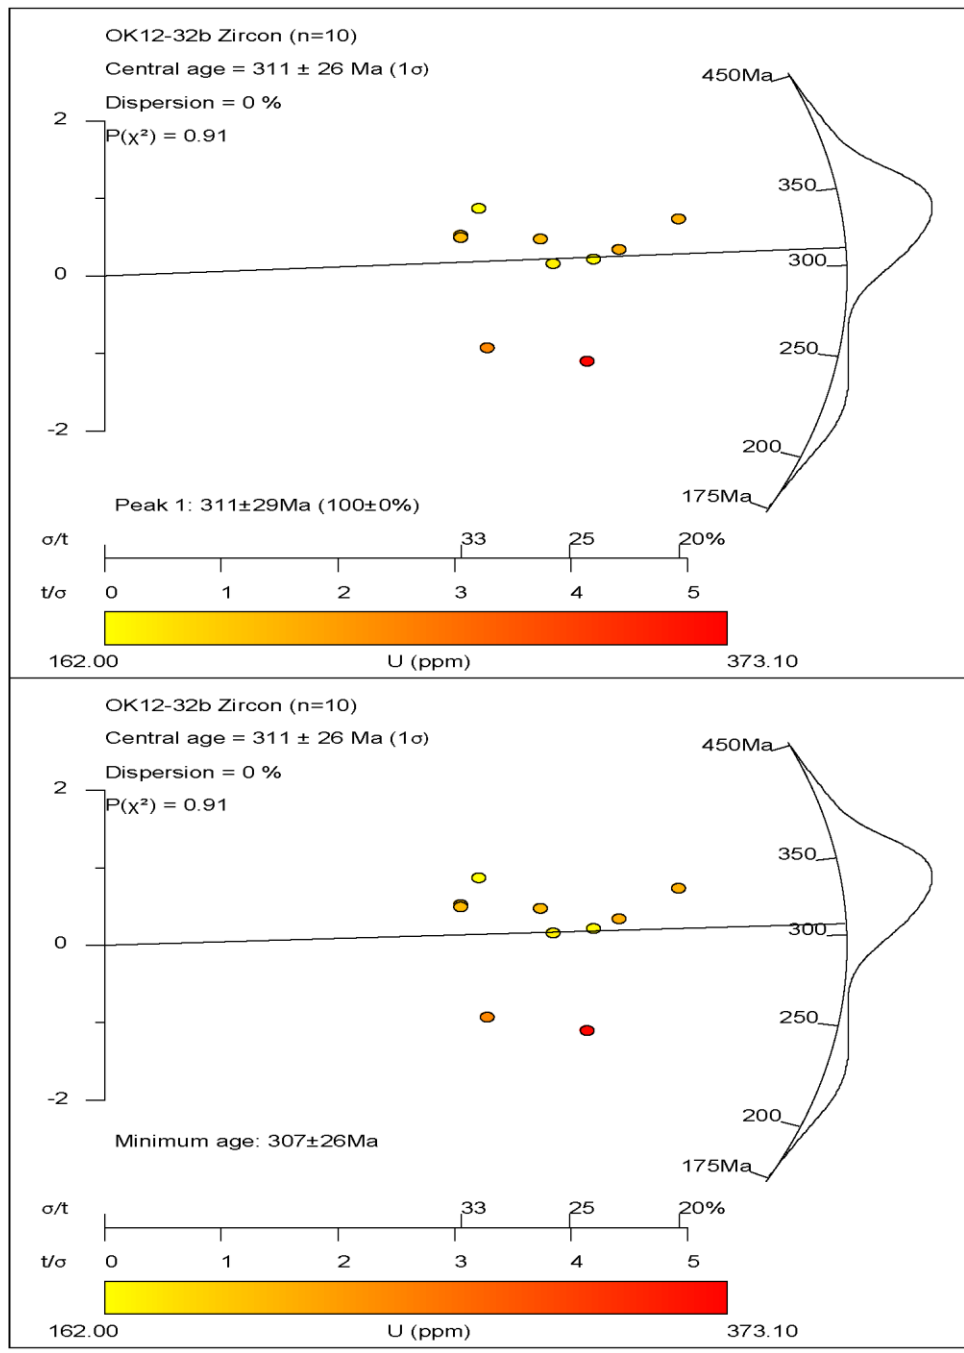 OK12-32b Zircon (n=10)
Central age = 311 ± 26 Ma (1σ)
Dispersion = 0 %
P(χ²) = 0.91
450Ma
2
350
0
300
250
-2
200
175Ma
Peak 1: 311±29Ma (100±0%)
σ/t 33 25 20%
t/σ 0 1 2 3 4 5
162.00 U (ppm) 373.10
OK12-32b Zircon (n=10)
Central age = 311 ± 26 Ma (1σ)
Dispersion = 0 %
P(χ²) = 0.91
450Ma
2
350
0
300
250
-2
200
175Ma
Minimum age: 307±26Ma
σ/t 33 25 20%
t/σ 0 1 2 3 4 5
162.00 U (ppm) 373.10